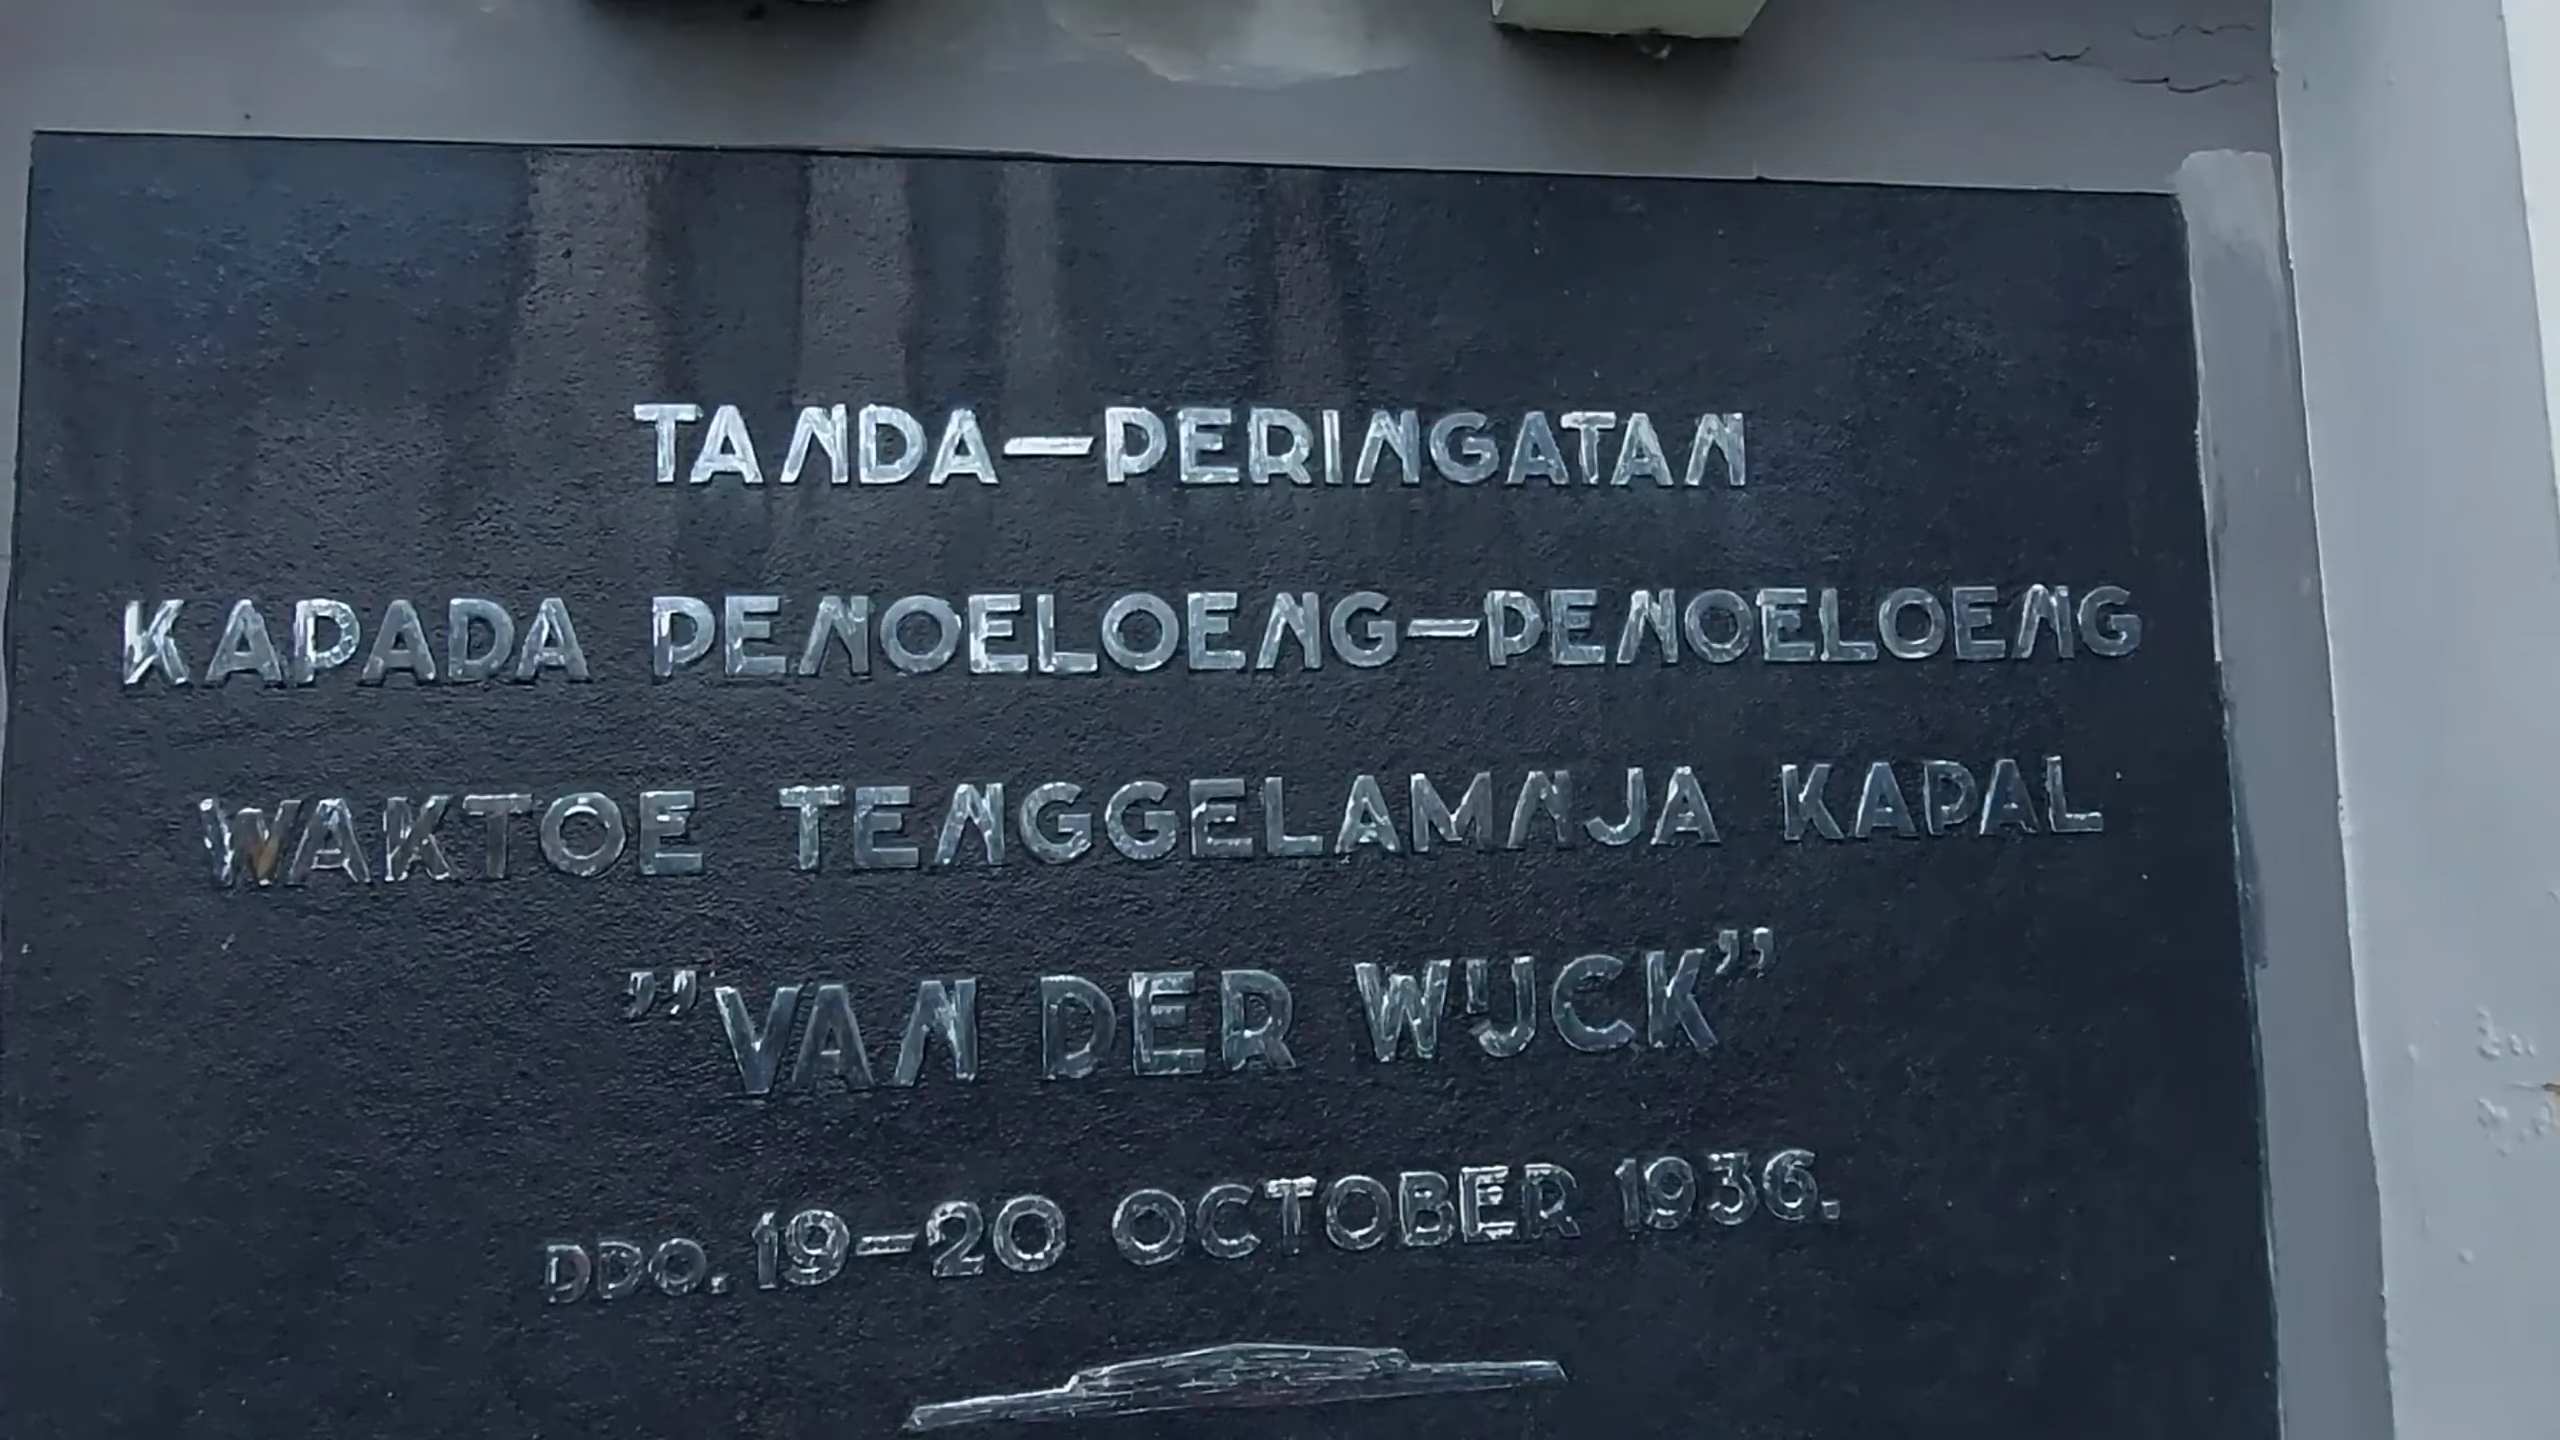 TANDA-PERINGATAN
KAPADA PENOELOENG-PENOELOENG
WAKTOE TENGGELAMNJA KAPAL
"VAN DER WIJCK"
DDO. 19-20 OCTOBER 1936.